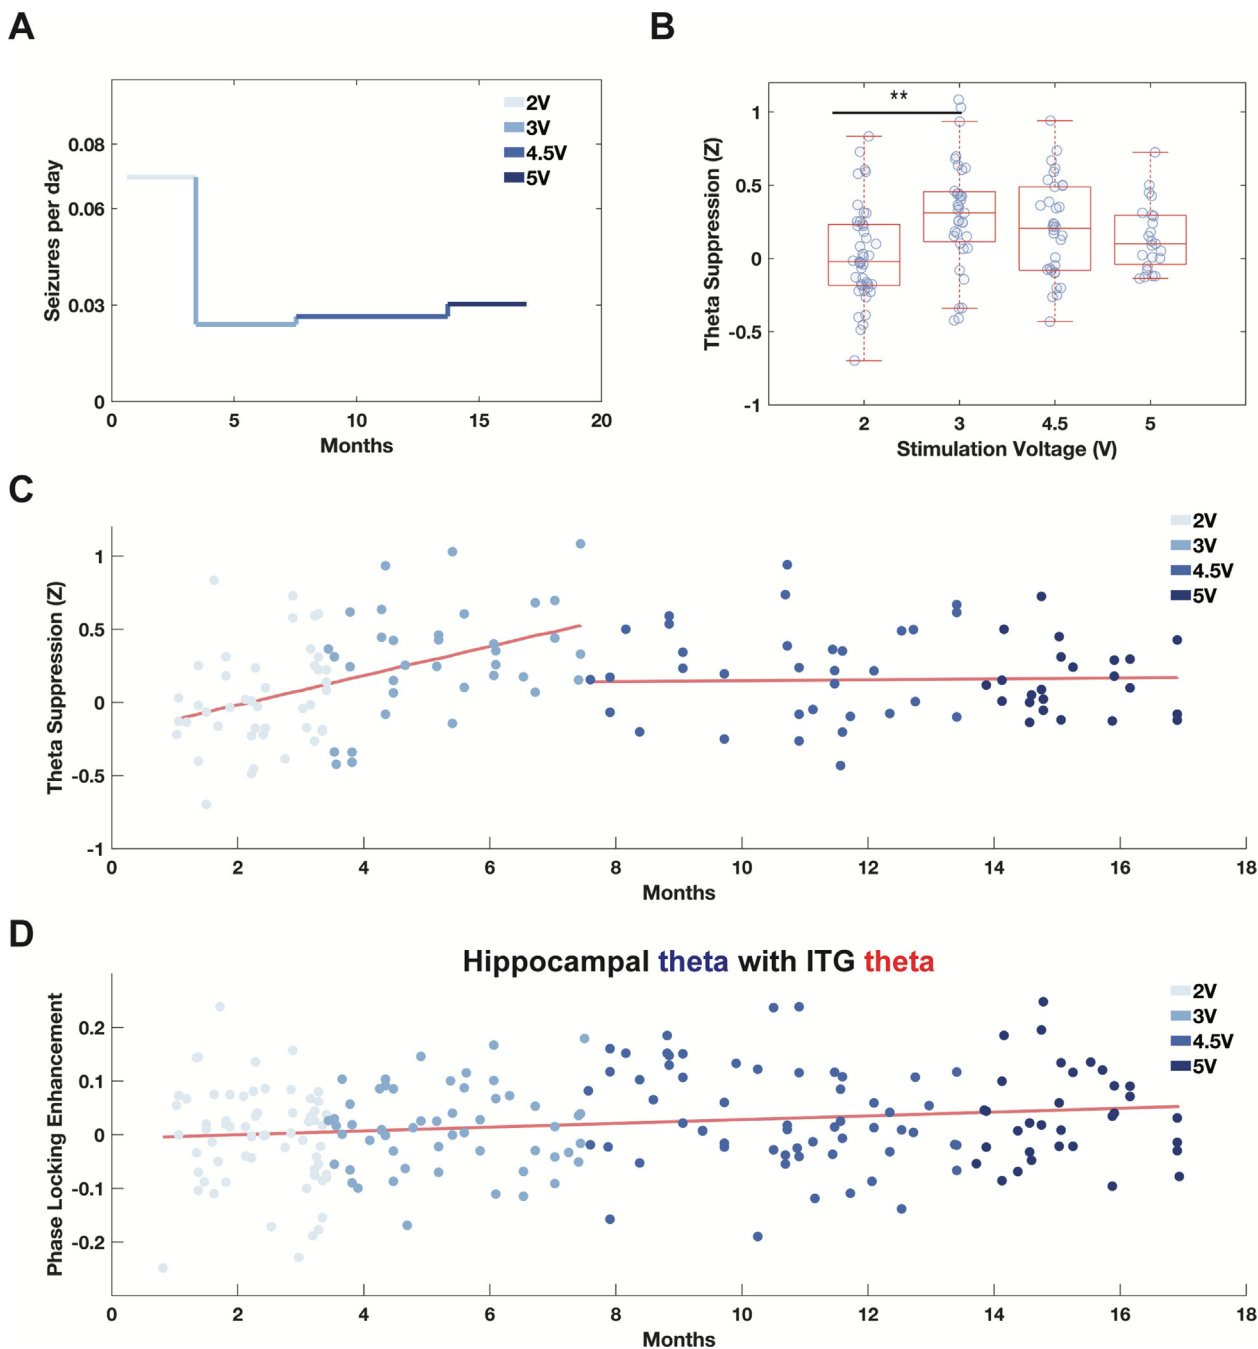 A
2V
3V
4.5V
5V
0.08
0.06
0.03
0
0 5 10 15 20
Seizures per day
Months
B
**
1
0.5
0
-0.5
-1
2 3 4.5 5
Theta Suppression (Z)
Stimulation Voltage (V)
C
2V
3V
4.5V
5V
1
0.5
0
-0.5
-1
0 2 4 6 8 10 12 14 16 18
Theta Suppression (Z)
Months
D
Hippocampal theta with ITG theta
2V
3V
4.5V
5V
0.2
0.1
0
-0.1
-0.2
0 2 4 6 8 10 12 14 16 18
Phase Locking Enhancement
Months